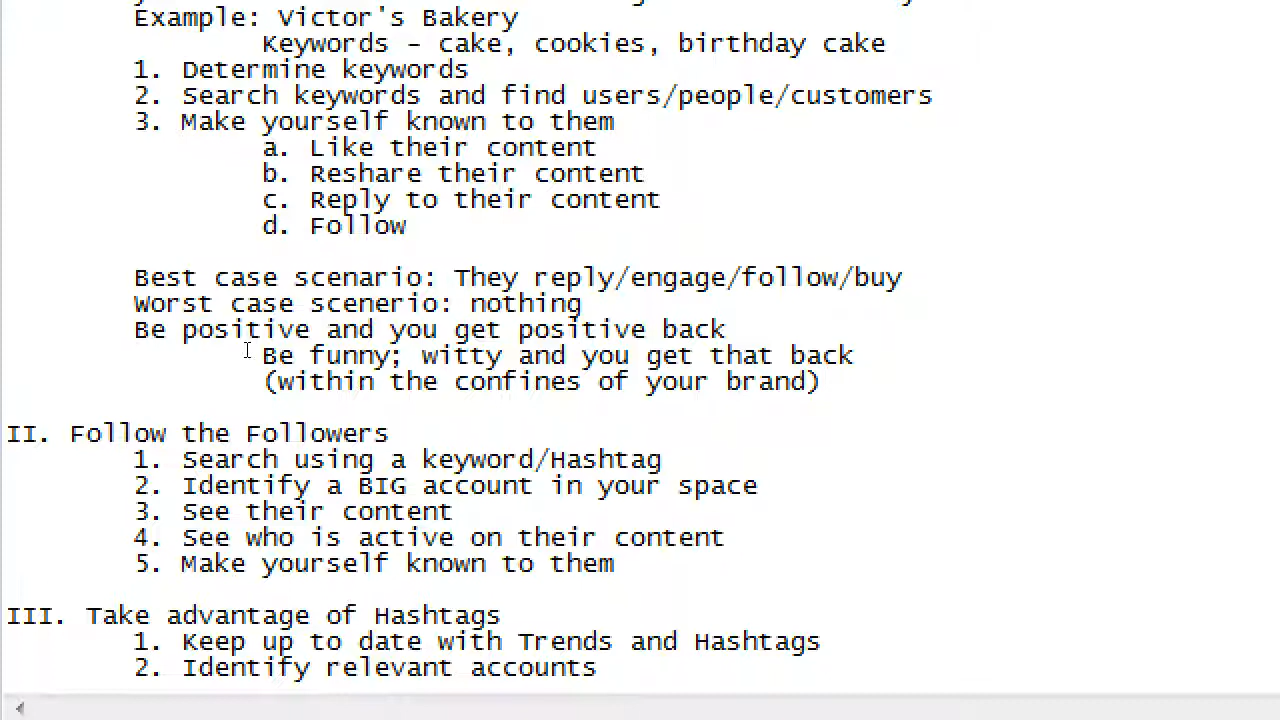 Example: Victor's Bakery
Keywords - cake, cookies, birthday cake
1. Determine keywords
2. Search keywords and find users/people/customers
3. Make yourself known to them
a. Like their content
b. Reshare their content
c. Reply to their content
d. Follow
Best case scenario: They reply/engage/follow/buy
Worst case scenerio: nothing
Be positive and you get positive back
Be funny; witty and you get that back
(within the confines of your brand)
II. Follow the Followers
1. Search using a keyword/Hashtag
2. Identify a BIG account in your space
3. See their content
4. See who is active on their content
5. Make yourself known to them
III. Take advantage of Hashtags
1. Keep up to date with Trends and Hashtags
2. Identify relevant accounts